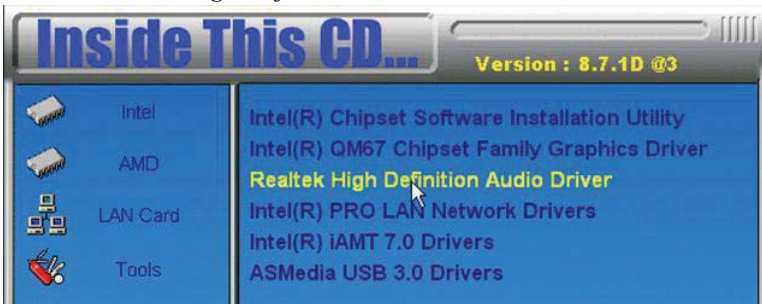 Inside This CD...
Version : 8.7.1D @3
Intel
AMD
LAN Card
Tools
Intel(R) Chipset Software Installation Utility
Intel(R) QM67 Chipset Family Graphics Driver
Realtek High Definition Audio Driver
Intel(R) PRO LAN Network Drivers
Intel(R) iAMT 7.0 Drivers
ASMedia USB 3.0 Drivers